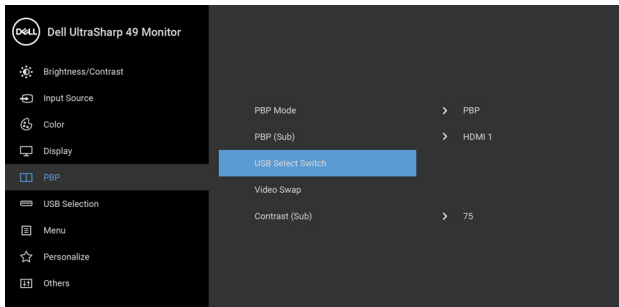 DELL Dell UltraSharp 49 Monitor
Brightness/Contrast
Input Source
Color
Display
PBP
USB Selection
Menu
Personalize
Others
PBP Mode > PBP
PBP (Sub) > HDMI 1
USB Select Switch
Video Swap
Contrast (Sub) > 75